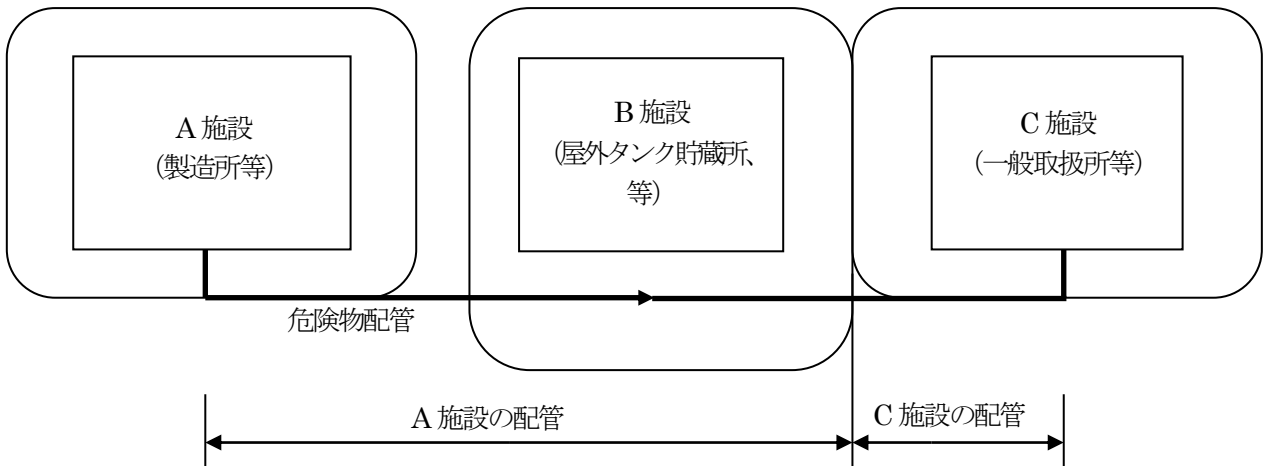 A 施設
(製造所等)
B 施設
(屋外タンク貯蔵所、
等)
C 施設
(一般取扱所等)
危険物配管
A 施設の配管
C 施設の配管